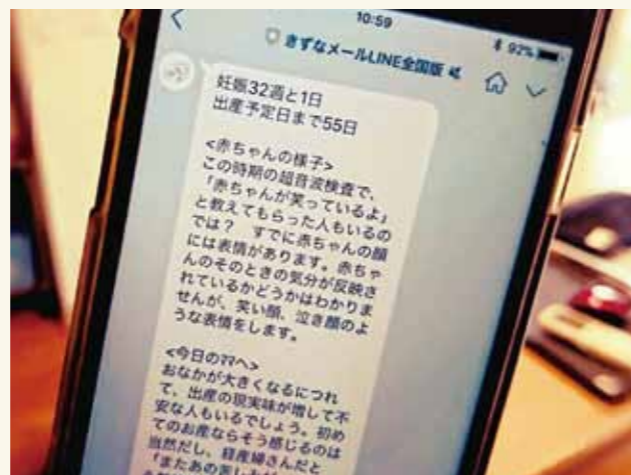 10:59
92%
きずなメールLINE全国版
妊娠32週と1日
出産予定日まで55日
<赤ちゃんの様子>
この時期の超音波検査で、
「赤ちゃんが笑っているよ」
と教えてもらった人もいるの
では？ すでに赤ちゃんの顔
には表情があります。赤ちゃ
んのそのときの気分が反映さ
れているかどうかはわかりま
せんが、笑い顔、泣き顔のよ
うな表情をします。
<今日のﾏﾏへ>
おなかが大きくなるにつれ
て、出産の現実味が増して不
安な人もいるでしょう。初め
てのお産ならそう感じるのは
当然だし、経産婦さんだと
「またあの